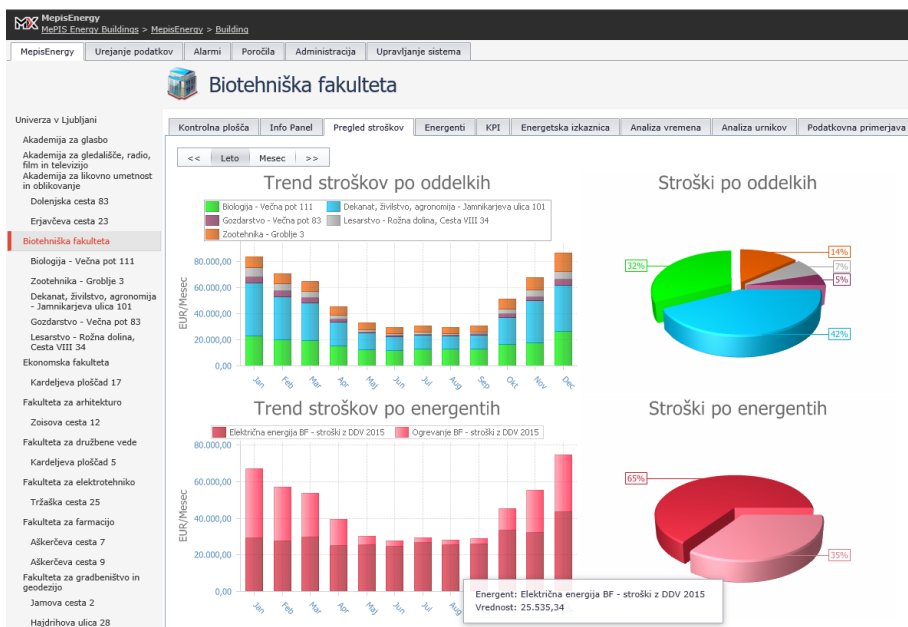 MepisEnergy
MePIS Energy Buildings > MepisEnergy > Building
MepisEnergy Urejanje podatkov Alarmi Poročila Administracija Upravljanje sistema
Biotehniška fakulteta
Univerza v Ljubljani
Akademija za glasbo
Akademija za gledališče, radio,
film in televizijo
Akademija za likovno umetnost
in oblikovanje
Dolenjska cesta 83
Erjavčeva cesta 23
Biotehniška fakulteta
Biologija - Večna pot 111
Zootehnika - Groblje 3
Dekanat, živilstvo, agronomija
- Jamnikarjeva ulica 101
Gozdarstvo - Večna pot 83
Lesarstvo - Rožna dolina,
Cesta VIII 34
Ekonomska fakulteta
Kardeljeva ploščad 17
Fakulteta za arhitekturo
Zoisova cesta 12
Fakulteta za družbene vede
Kardeljeva ploščad 5
Fakulteta za elektrotehniko
Tržaška cesta 25
Fakulteta za farmacijo
Aškerčeva cesta 7
Aškerčeva cesta 9
Fakulteta za gradbeništvo in
geodezijo
Jamova cesta 2
Hajdrihova ulica 28
Kontrolna plošča Info Panel Pregled stroškov Energenti KPI Energetska izkaznica Analiza vremena Analiza urnikov Podatkovna primerjava
<< Leto Mesec >>
Trend stroškov po oddelkih
Biologija - Večna pot 111 Dekanat, živilstvo, agronomija - Jamnikarjeva ulica 101
Gozdarstvo - Večna pot 83 Lesarstvo - Rožna dolina, Cesta VIII 34
Zootehnika - Groblje 3
EUR/Mesec
80.000,00
60.000,00
40.000,00
20.000,00
0,00
Jan Feb Mar Apr Maj Jun Jul Aug Sep Okt Nov Dec
Stroški po oddelkih
32%
14%
7%
5%
42%
Trend stroškov po energentih
Električna energija BF - stroški z DDV 2015 Ogrevanje BF - stroški z DDV 2015
EUR/Mesec
80.000,00
60.000,00
40.000,00
20.000,00
0,00
Jan Feb Mar Apr Maj Jun Jul Aug Nov Dec
Energent: Električna energija BF - stroški z DDV 2015
Vrednost: 25.535,34
Stroški po energentih
65%
35%